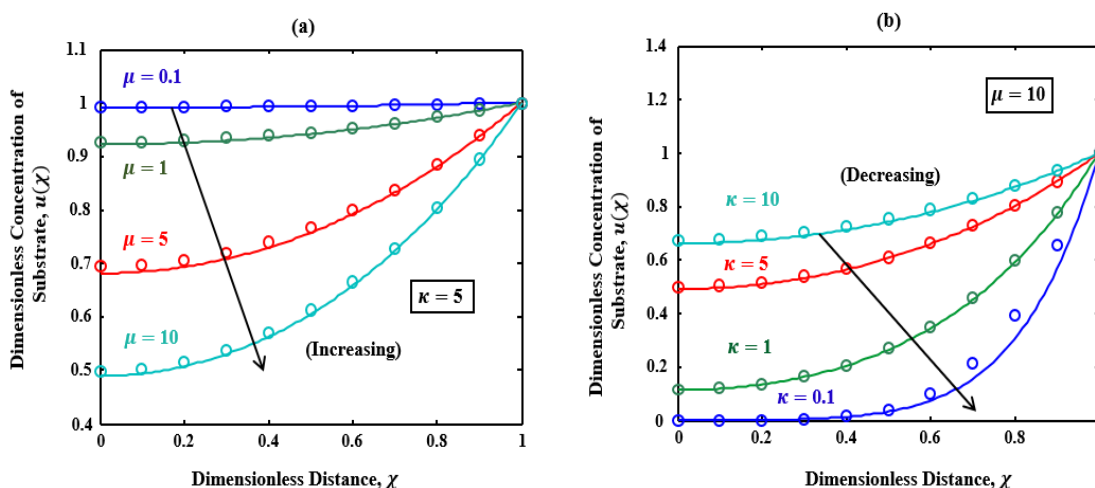 (a)
Dimensionless Concentration of
Substrate, u(χ)
1.1
1
0.9
0.8
0.7
0.6
0.5
0.4
μ = 0.1
μ = 1
μ = 5
μ = 10
κ = 5
(Increasing)
0 0.2 0.4 0.6 0.8 1
Dimensionless Distance, χ
(b)
Dimensionless Concentration of
Substrate, u(χ)
1.4
1.2
1.0
0.8
0.6
0.4
0.2
0
μ = 10
(Decreasing)
κ = 10
κ = 5
κ = 1
κ = 0.1
0 0.2 0.4 0.6 0.8
Dimensionless Distance, χ